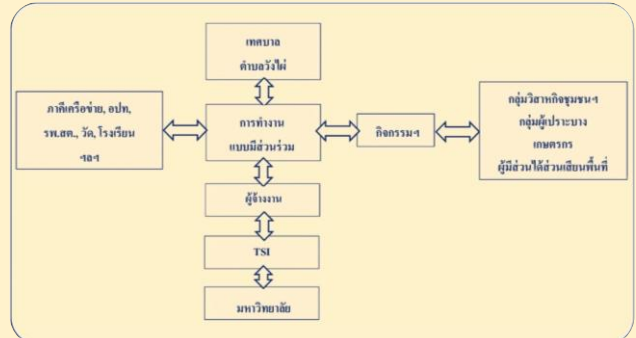 เทศบาล
ตำบลวังไผ่
ภาคีเครือข่าย, อปท,
รพ.สต., วัด, โรงเรียน
ฯลฯ
การทำงาน
แบบมีส่วนร่วม
กิจกรรมฯ
กลุ่มวิสาหกิจชุมชนฯ
กลุ่มผู้เปราะบาง
เกษตรกร
ผู้มีส่วนได้ส่วนเสียนพื้นที่
ผู้จ้างงาน
TSI
มหาวิทยาลัย